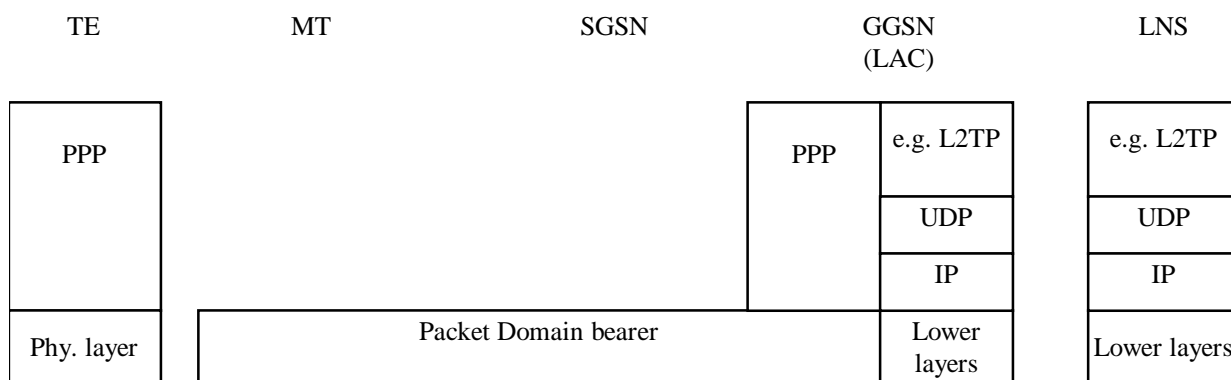 TE MT SGSN GGSN LNS
(LAC)
PPP PPP e.g. L2TP e.g. L2TP
UDP UDP
IP IP
Phy. layer Packet Domain bearer Lower Lower layers
layers